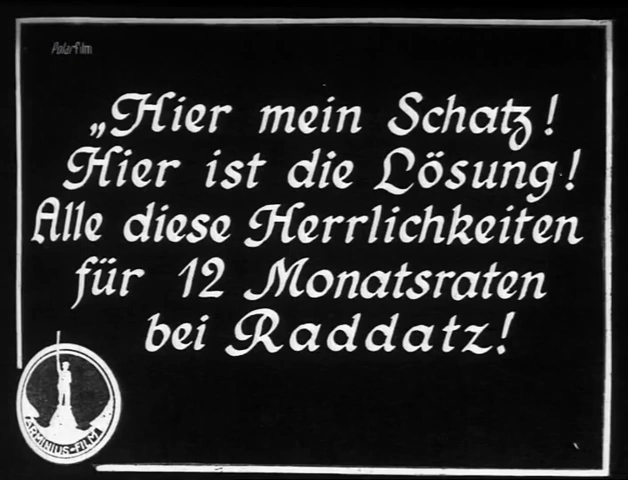 Polarfilm
„Hier mein Schatz!
Hier ist die Lösung!
Alle diese Herrlichkeiten
für 12 Monatsraten
bei Raddatz!
ARMINIUS-FILM